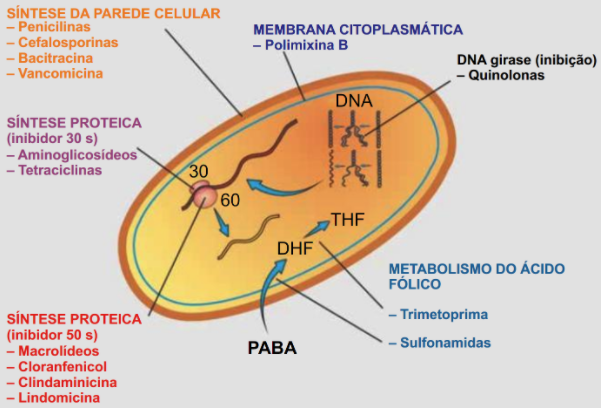 SÍNTESE DA PAREDE CELULAR
– Penicilinas
– Cefalosporinas
– Bacitracina
– Vancomicina
MEMBRANA CITOPLASMÁTICA
– Polimixina B
DNA girase (inibição)
– Quinolonas
DNA
SÍNTESE PROTEICA
(inibidor 30 s)
– Aminoglicosídeos
– Tetraciclinas
30
60
THF
DHF
PABA
METABOLISMO DO ÁCIDO
FÓLICO
– Trimetoprima
– Sulfonamidas
SÍNTESE PROTEICA
(inibidor 50 s)
– Macrolídeos
– Cloranfenicol
– Clindaminicina
– Lindomicina